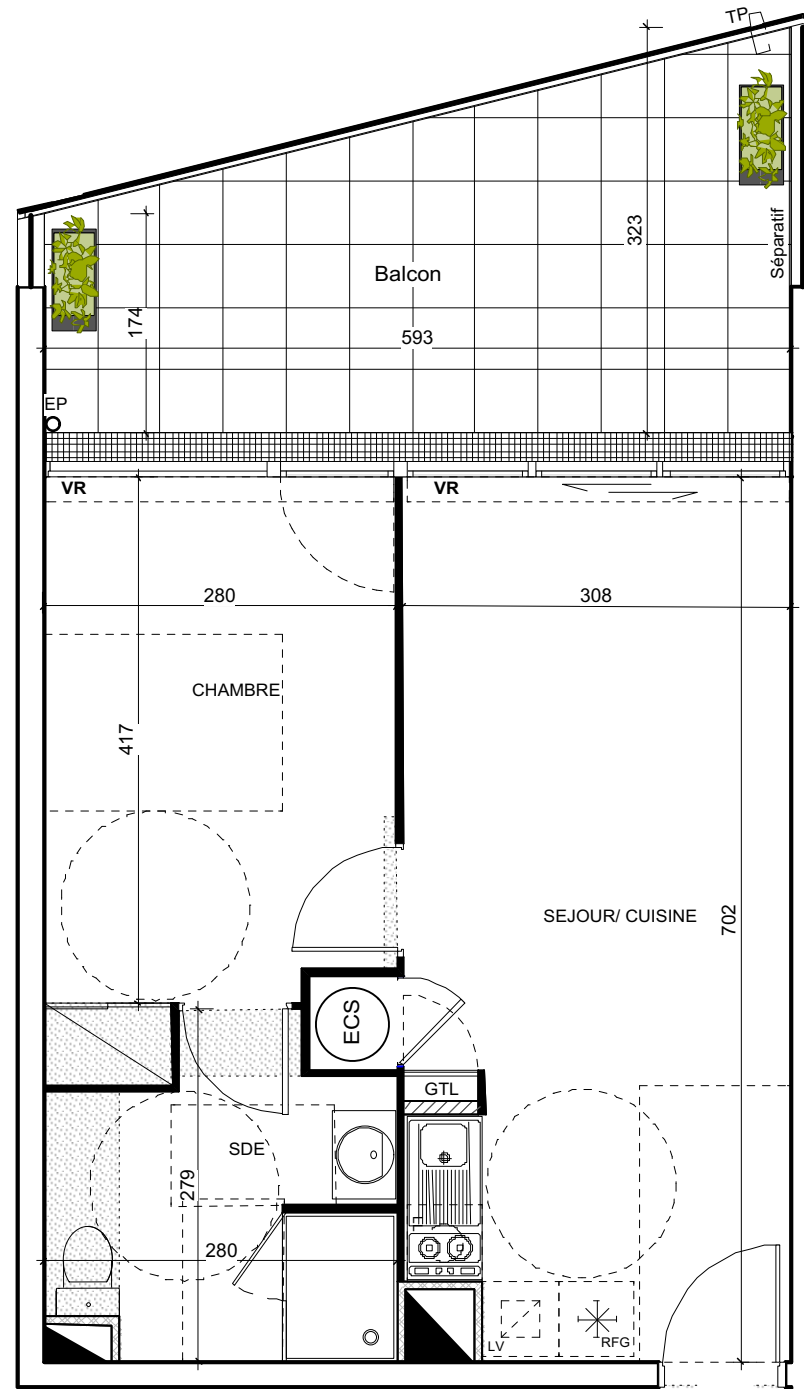 TP
323
Séparatif
Balcon
174
593
EP
VR
VR
280
308
CHAMBRE
417
SEJOUR/ CUISINE
702
ECS
GTL
SDE
279
280
LV
RFG